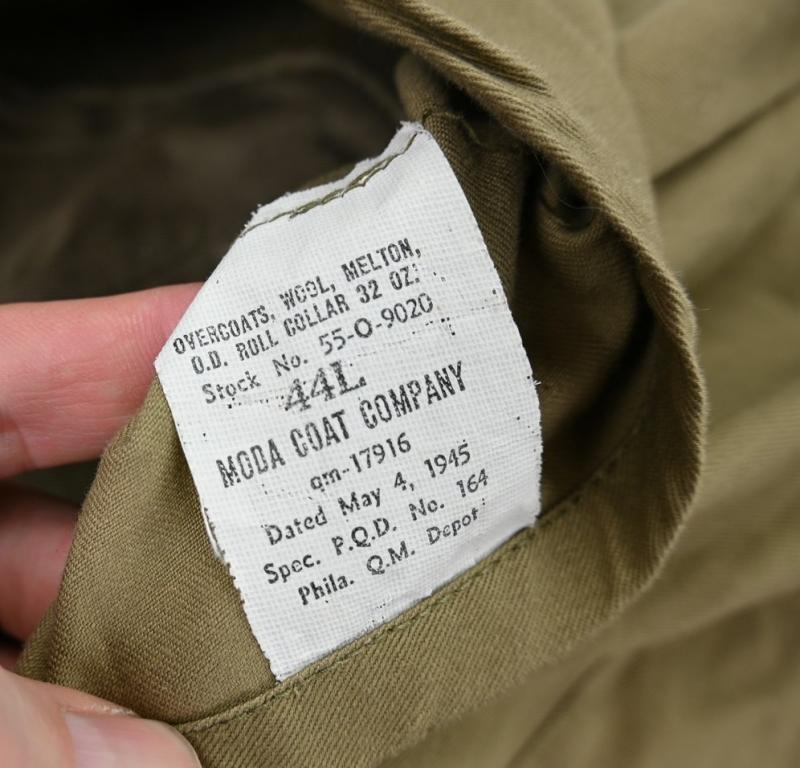 OVERCOATS, WOOL, MELTON,
O.D. ROLL COLLAR 32 OZ.
Stock No. 55-O-9020
44L
MODA COAT COMPANY
qm-17916
Dated May 4, 1945
Spec. P.Q.D. No. 164
Phila. Q.M. Depot